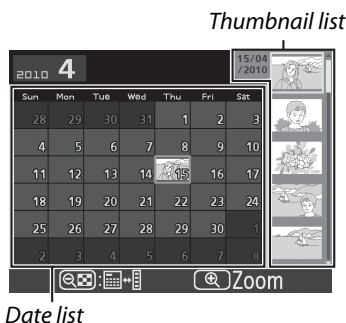 Thumbnail list
2010 4
15/04
/2010
Sun Mon Tue Wed Thu Fri Sat
28 29 30 31 1 2 3
4 5 6 7 8 9 10
11 12 13 14 15 16 17
18 19 20 21 22 23 24
25 26 27 28 29 30 1
2 3 4 5 6 7 8
: Zoom
Date list